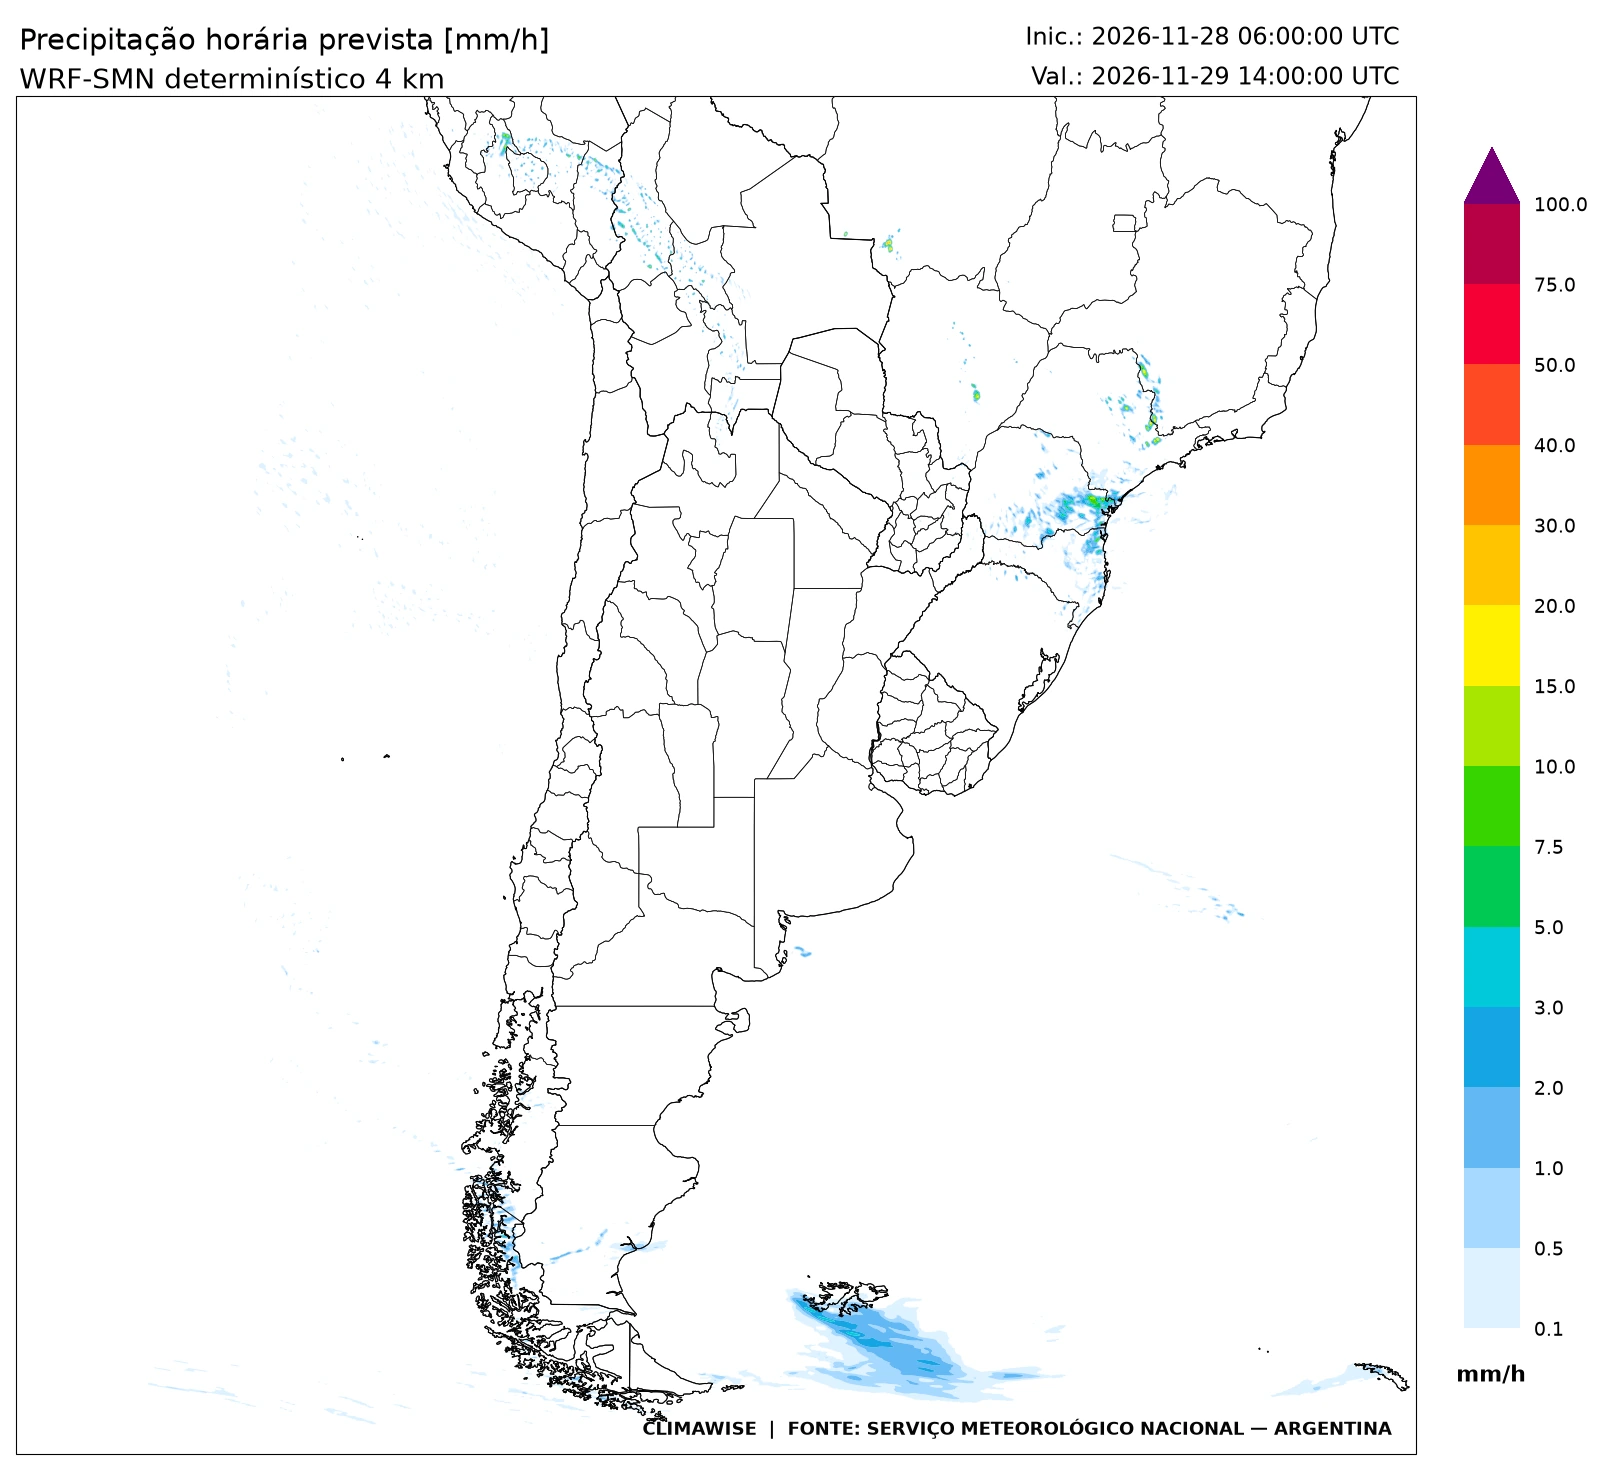 Precipitação horária prevista [mm/h]
WRF-SMN determinístico 4 km
Inic.: 2026-11-28 06:00:00 UTC
Val.: 2026-11-29 14:00:00 UTC
100.0
75.0
50.0
40.0
30.0
20.0
15.0
10.0
7.5
5.0
3.0
2.0
1.0
0.5
0.1
mm/h
CLIMAWISE | FONTE: SERVIÇO METEOROLÓGICO NACIONAL — ARGENTINA